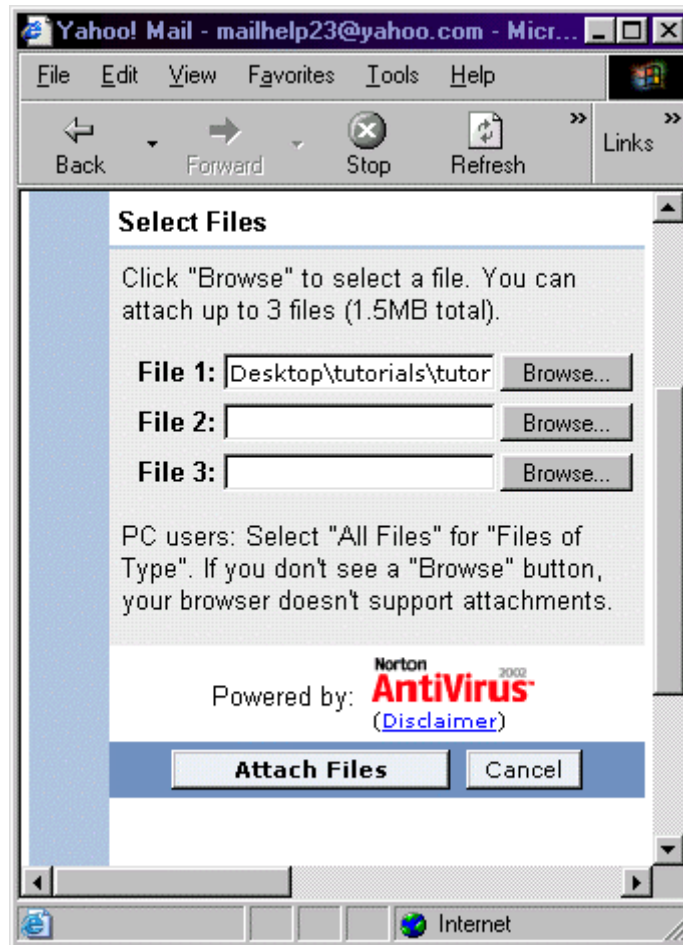 Yahoo! Mail - mailhelp23@yahoo.com - Micr...
File Edit View Favorites Tools Help
Back Forward Stop Refresh » Links »
Select Files
Click "Browse" to select a file. You can
attach up to 3 files (1.5MB total).
File 1: Desktop\tutorials\tutor Browse...
File 2: Browse...
File 3: Browse...
PC users: Select "All Files" for "Files of
Type". If you don't see a "Browse" button,
your browser doesn't support attachments.
Powered by: Norton AntiVirus 2002
(Disclaimer)
Attach Files Cancel
Internet